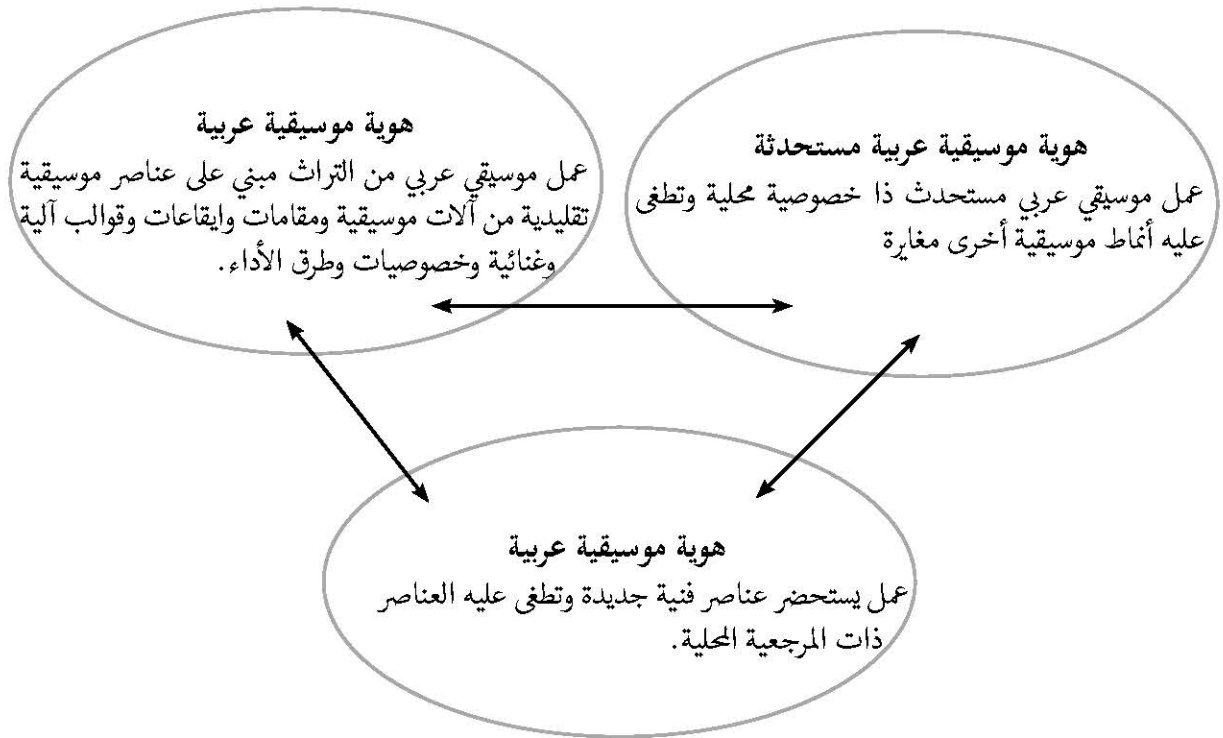 هوية موسيقية عربية
عمل موسيقي عربي من التراث مبني على عناصر موسيقية
تقليدية من آلات موسيقية ومقامات وايقاعات وقوالب آلية
وغنائية وخصوصيات وطرق الأداء.
هوية موسيقية عربية مستحدثة
عمل موسيقي عربي مستحدث ذا خصوصية محلية وتطغى
عليه أنماط موسيقية أخرى مغايرة
هوية موسيقية عربية
عمل يستحضر عناصر فنية جديدة وتطغى عليه العناصر
ذات المرجعية المحلية.